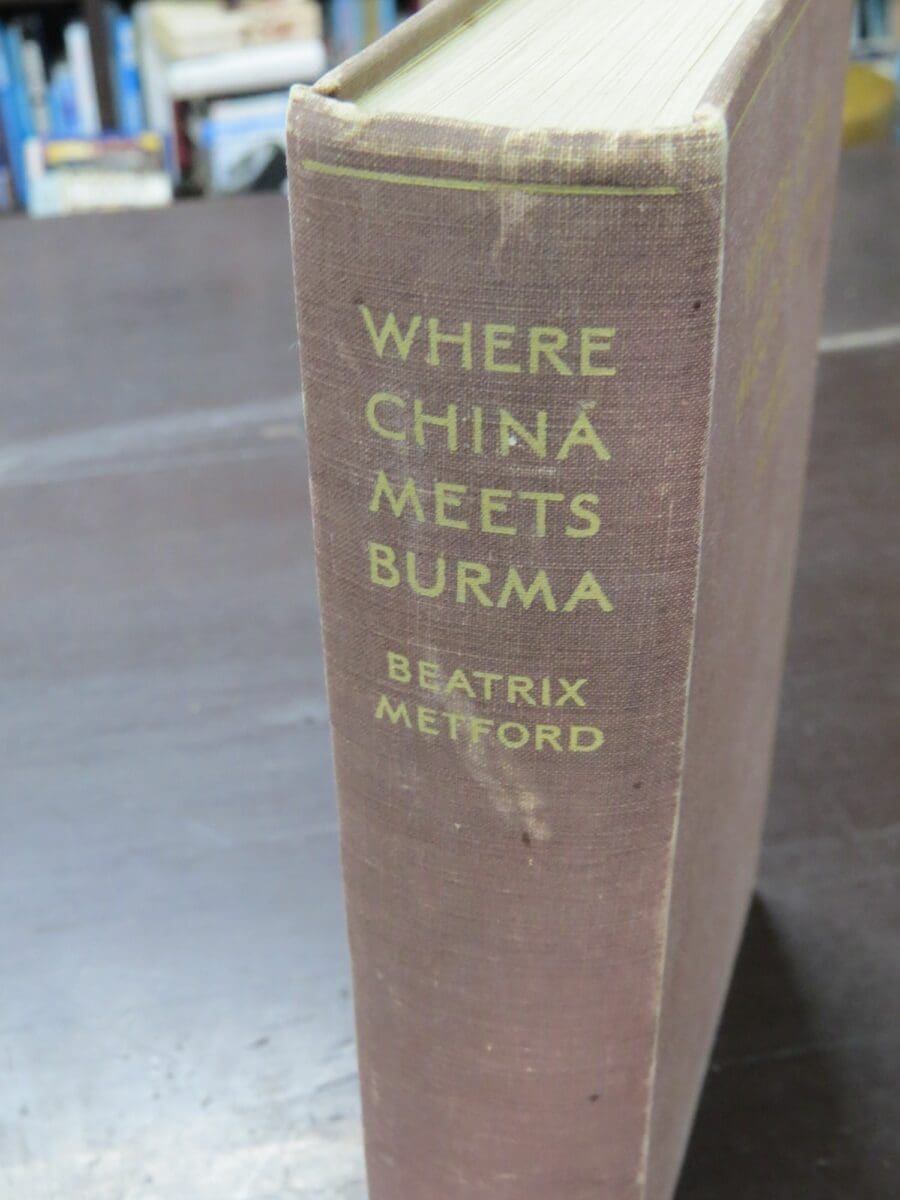 WHERE
CHINA
MEETS
BURMA
BEATRIX
METFORD